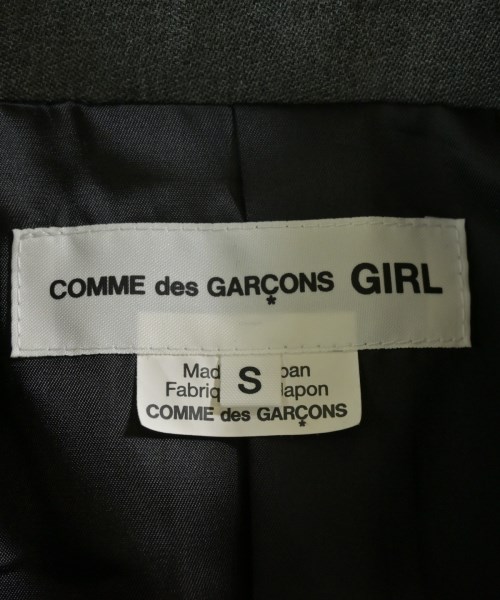 COMME des GARÇONS GIRL
Mad pan
Fabriq S Japon
COMME des GARÇONS